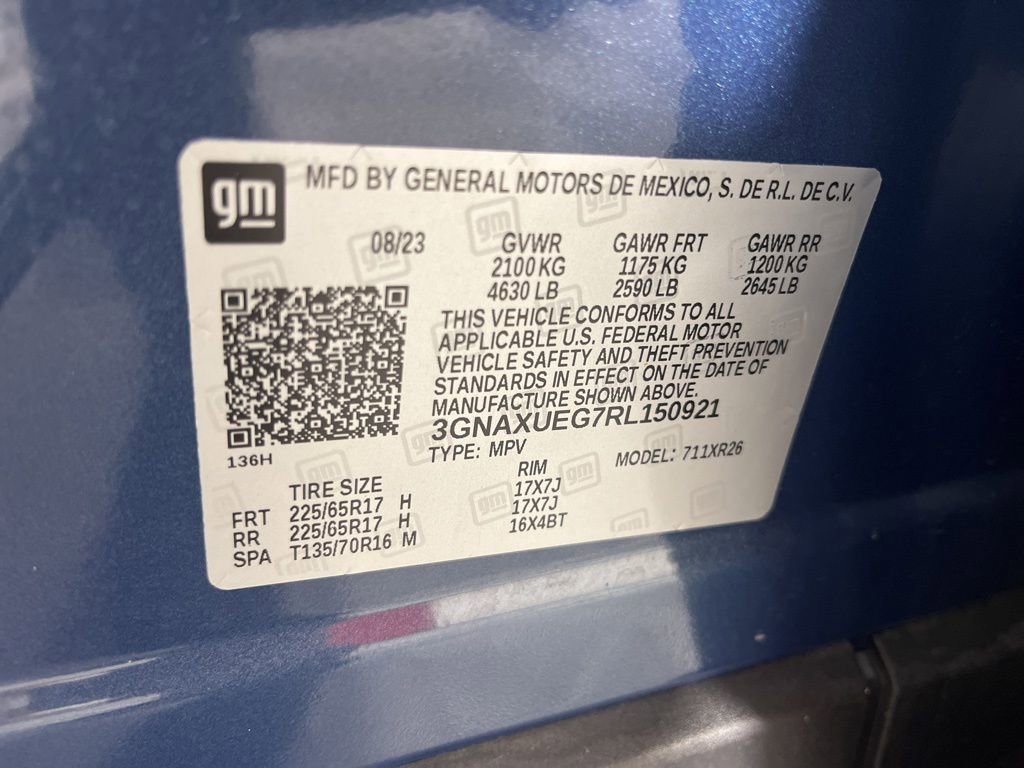 gm
MFD BY GENERAL MOTORS DE MEXICO, S. DE R.L. DE C.V.
08/23 GVWR GAWR FRT GAWR RR
2100 KG 1175 KG 1200 KG
4630 LB 2590 LB 2645 LB
THIS VEHICLE CONFORMS TO ALL
APPLICABLE U.S. FEDERAL MOTOR
VEHICLE SAFETY AND THEFT PREVENTION
STANDARDS IN EFFECT ON THE DATE OF
MANUFACTURE SHOWN ABOVE.
3GNAXUEG7RL150921
136H
TYPE: MPV MODEL: 711XR26
TIRE SIZE RIM
FRT 225/65R17 H 17X7J
RR 225/65R17 H 17X7J
SPA T135/70R16 M 16X4BT